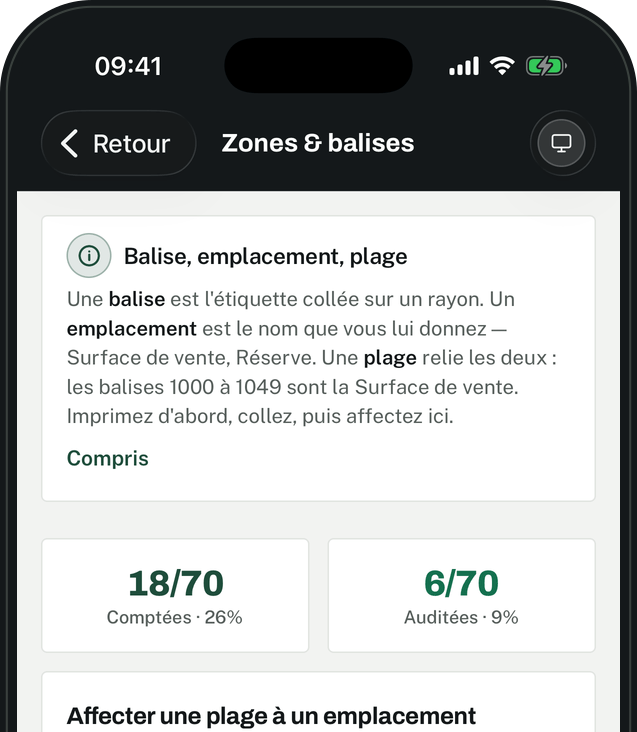 09:41
Retour
Zones & balises
Balise, emplacement, plage
Une balise est l'étiquette collée sur un rayon. Un
emplacement est le nom que vous lui donnez —
Surface de vente, Réserve. Une plage relie les deux :
les balises 1000 à 1049 sont la Surface de vente.
Imprimez d'abord, collez, puis affectez ici.
Compris
18/70
Comptées · 26%
6/70
Auditées · 9%
Affecter une plage à un emplacement